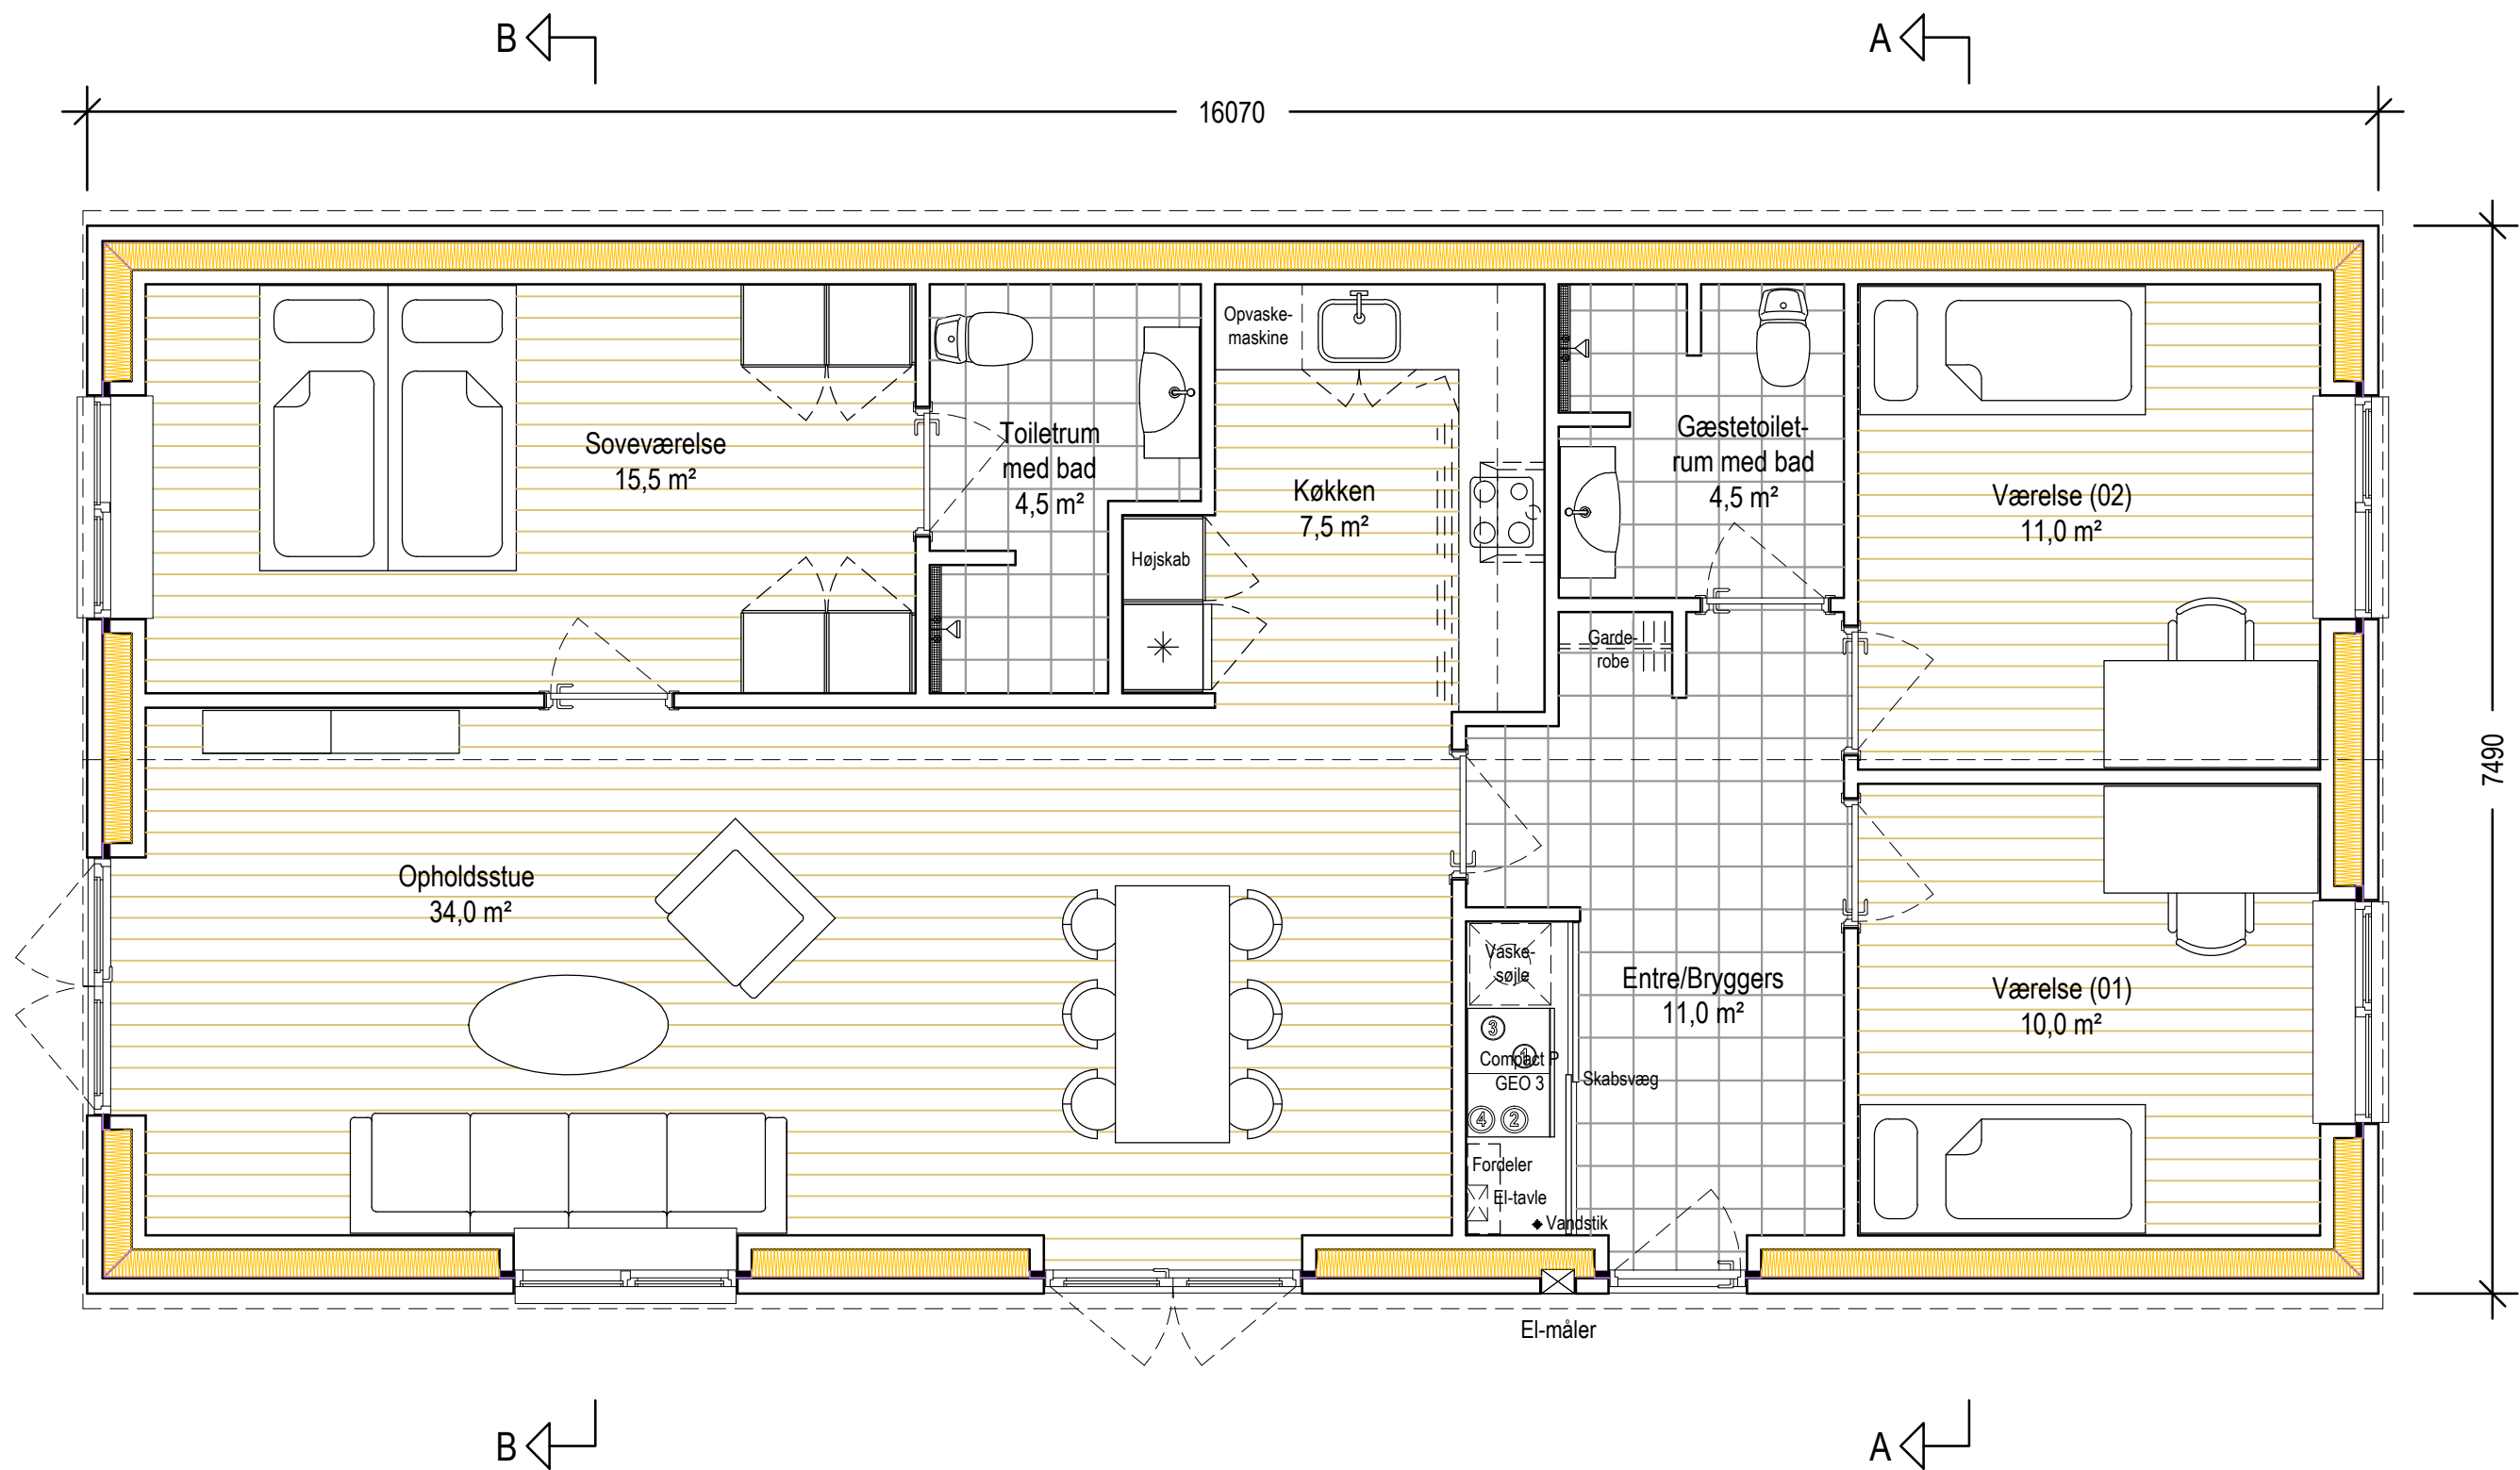 B
A
16070
Opvaske-
maskine
Soveværelse
15,5 m²
Toiletrum
med bad
4,5 m²
Køkken
7,5 m²
Gæstetoilet-
rum med bad
4,5 m²
Værelse (02)
11,0 m²
Højskab
Garde-
robe
7490
Opholdsstue
34,0 m²
Vaske-
søjle
Entre/Bryggers
11,0 m²
Værelse (01)
10,0 m²
3
1
Compact P
GEO 3
Skabsvæg
4 2
Fordeler
El-tavle
Vandstik
El-måler
B
A